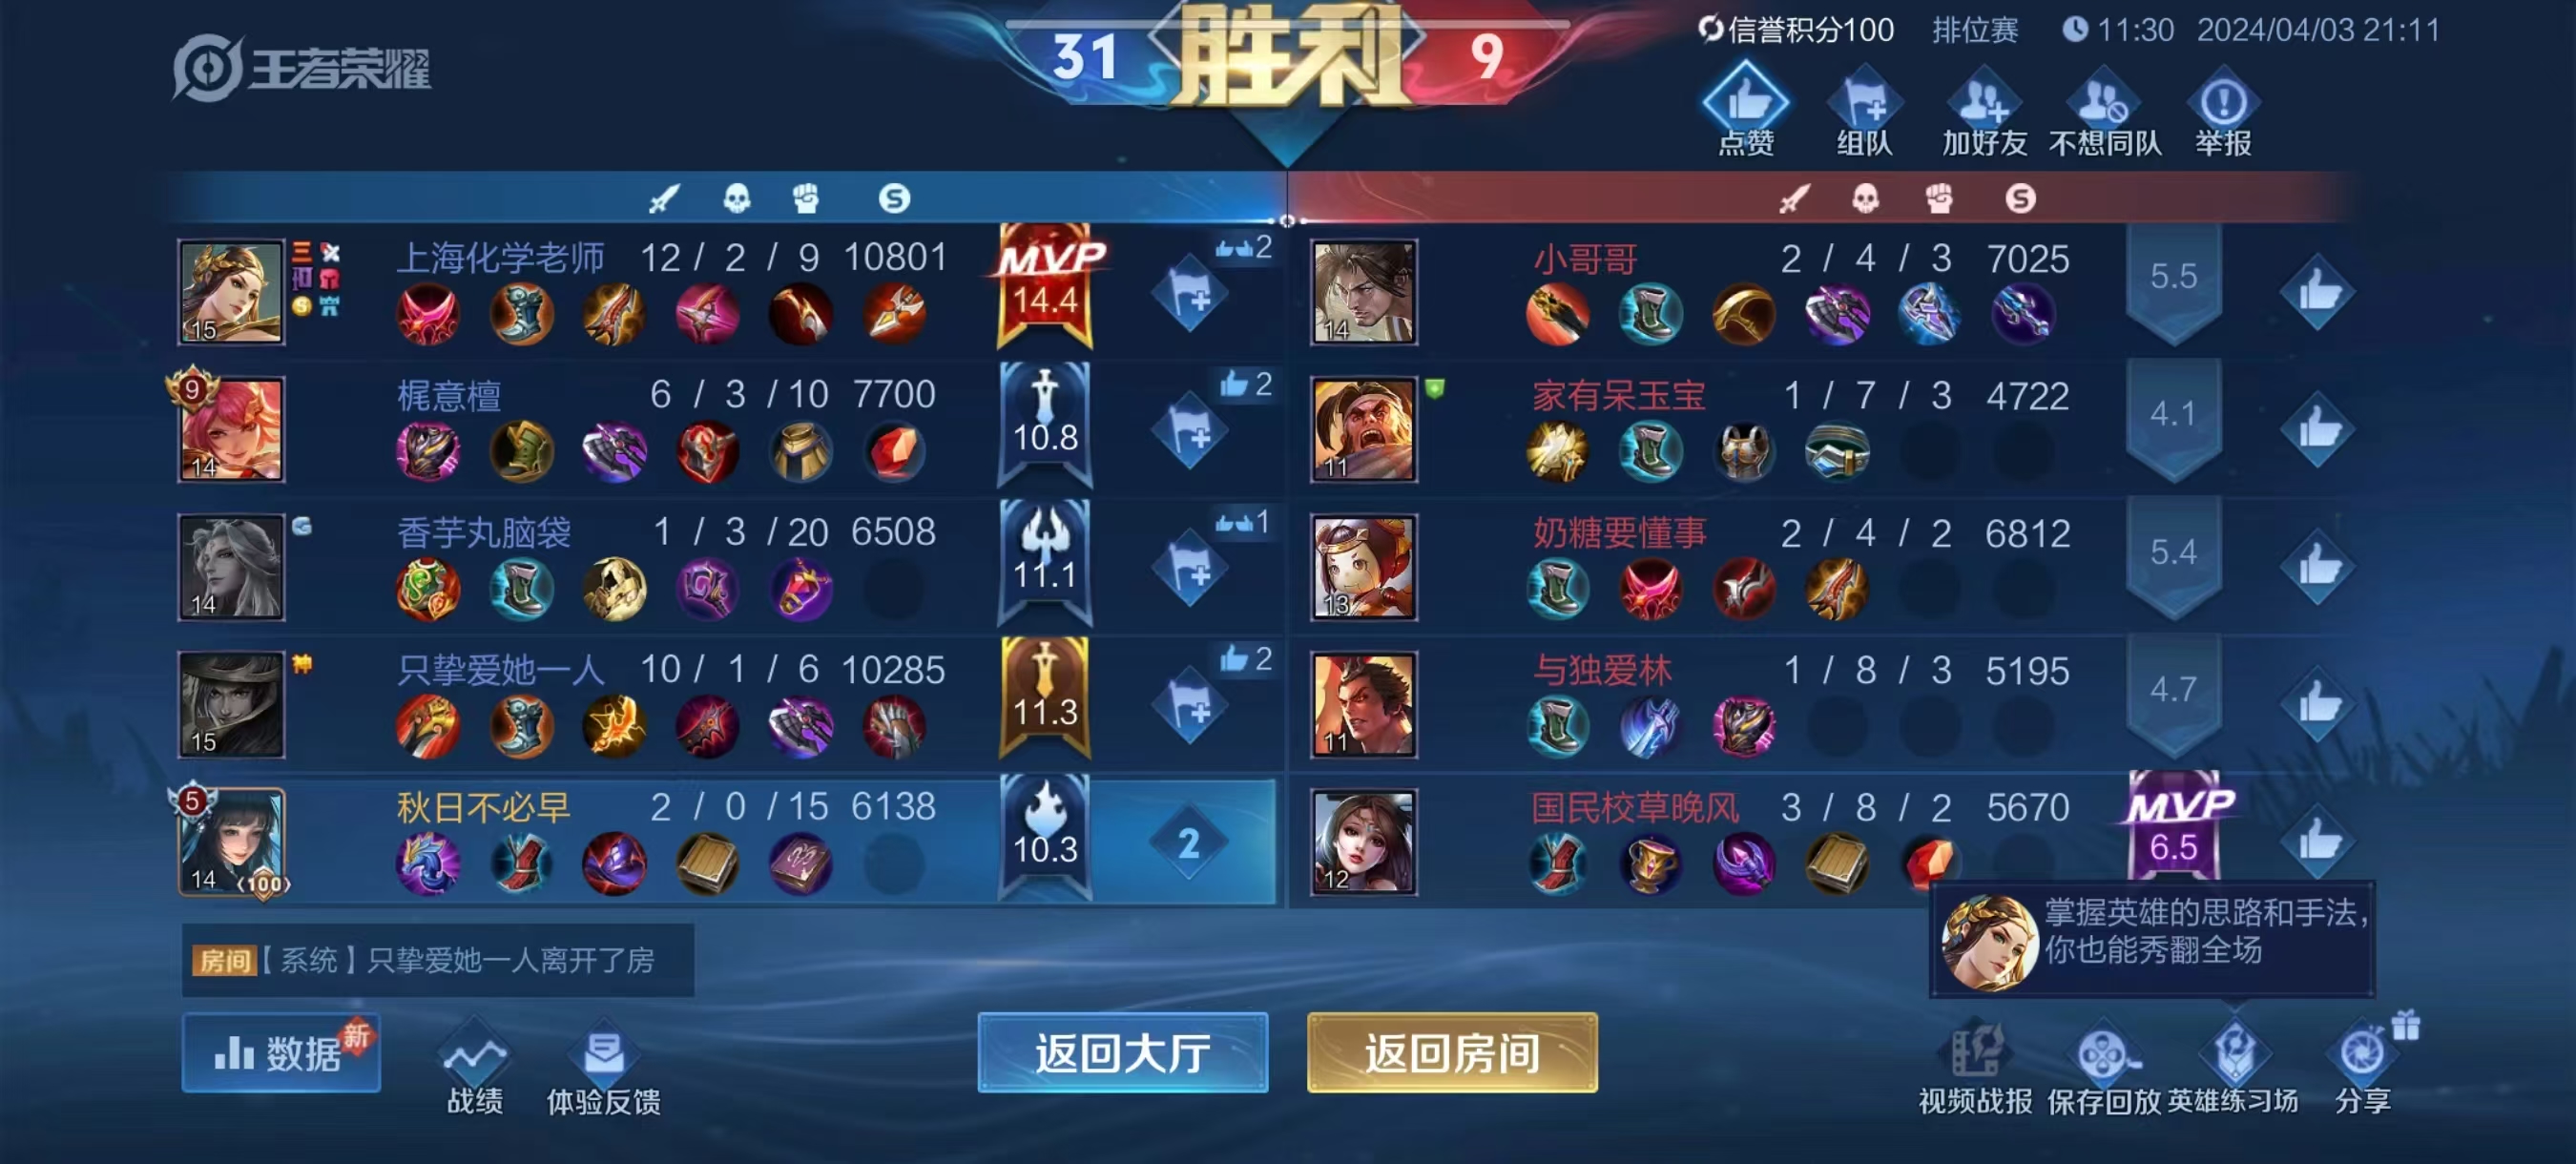 王者荣耀
31 胜利 9
信誉积分100 排位赛 11:30 2024/04/03 21:11
点赞 组队 加好友 不想同队 举报
三
15 上海化学老师 12 / 2 / 9 10801 MVP 14.4 2
14 小哥哥 2 / 4 / 3 7025 5.5
9 14 梶意檀 6 / 3 / 10 7700 10.8 2
11 家有呆玉宝 1 / 7 / 3 4722 4.1
14 香芋丸脑袋 1 / 3 / 20 6508 11.1 1
13 奶糖要懂事 2 / 4 / 2 6812 5.4
15 神 只挚爱她一人 10 / 1 / 6 10285 11.3 2
11 与独爱林 1 / 8 / 3 5195 4.7
5 14 100 秋日不必早 2 / 0 / 15 6138 10.3 2
12 国民校草晚风 3 / 8 / 2 5670 MVP 6.5
掌握英雄的思路和手法，
你也能秀翻全场
房间【系统】只挚爱她一人离开了房
数据 新
战绩 体验反馈
返回大厅 返回房间
视频战报 保存回放 英雄练习场 分享